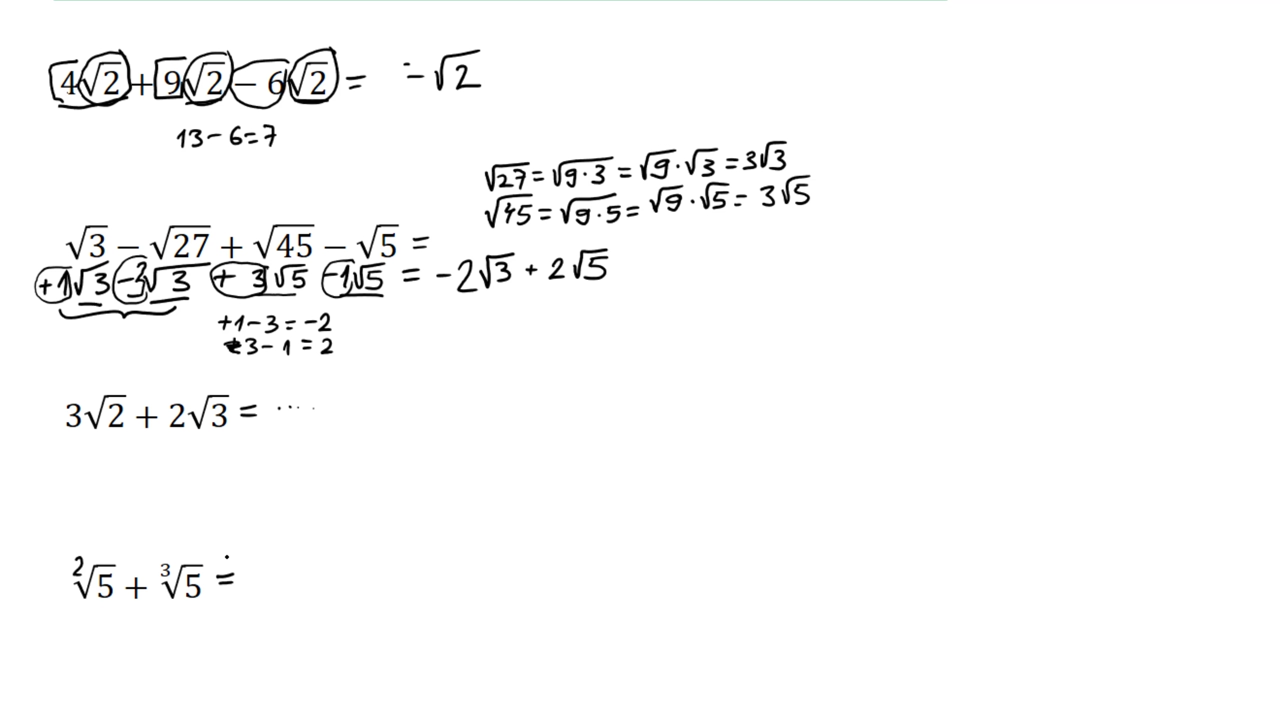 4√2 + 9√2 − 6√2 = −√2
13 − 6 = 7
√27 = √9·3 = √9·√3 = 3√3
√45 = √9·5 = √9·√5 = 3√5
√3 − √27 + √45 − √5 =
+1√3 −3√3 + 3√5 −1√5 = −2√3 + 2√5
+1−3 = −2
+3−1 = 2
3√2 + 2√3 = .....
²√5 + ³√5 =